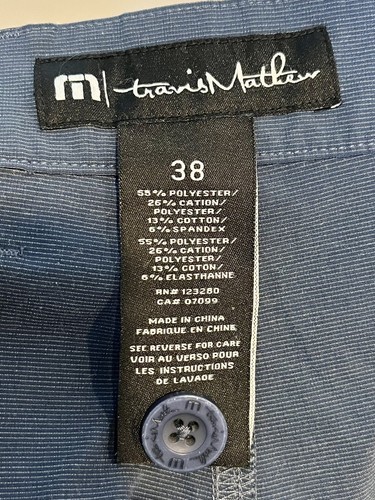 m | travisMathew
38
55% POLYESTER/
26% CATION/
POLYESTER/
13% COTTON/
6% SPANDEX
55% POLYESTER/
26% CATION/
POLYESTER/
13% COTON/
6% ELASTHANNE
RN# 123280
CA# 07099
MADE IN CHINA
FABRIQUE EN CHINE
SEE REVERSE FOR CARE
VOIR AU VERSO POUR
LES INSTRUCTIONS
DE LAVAGE